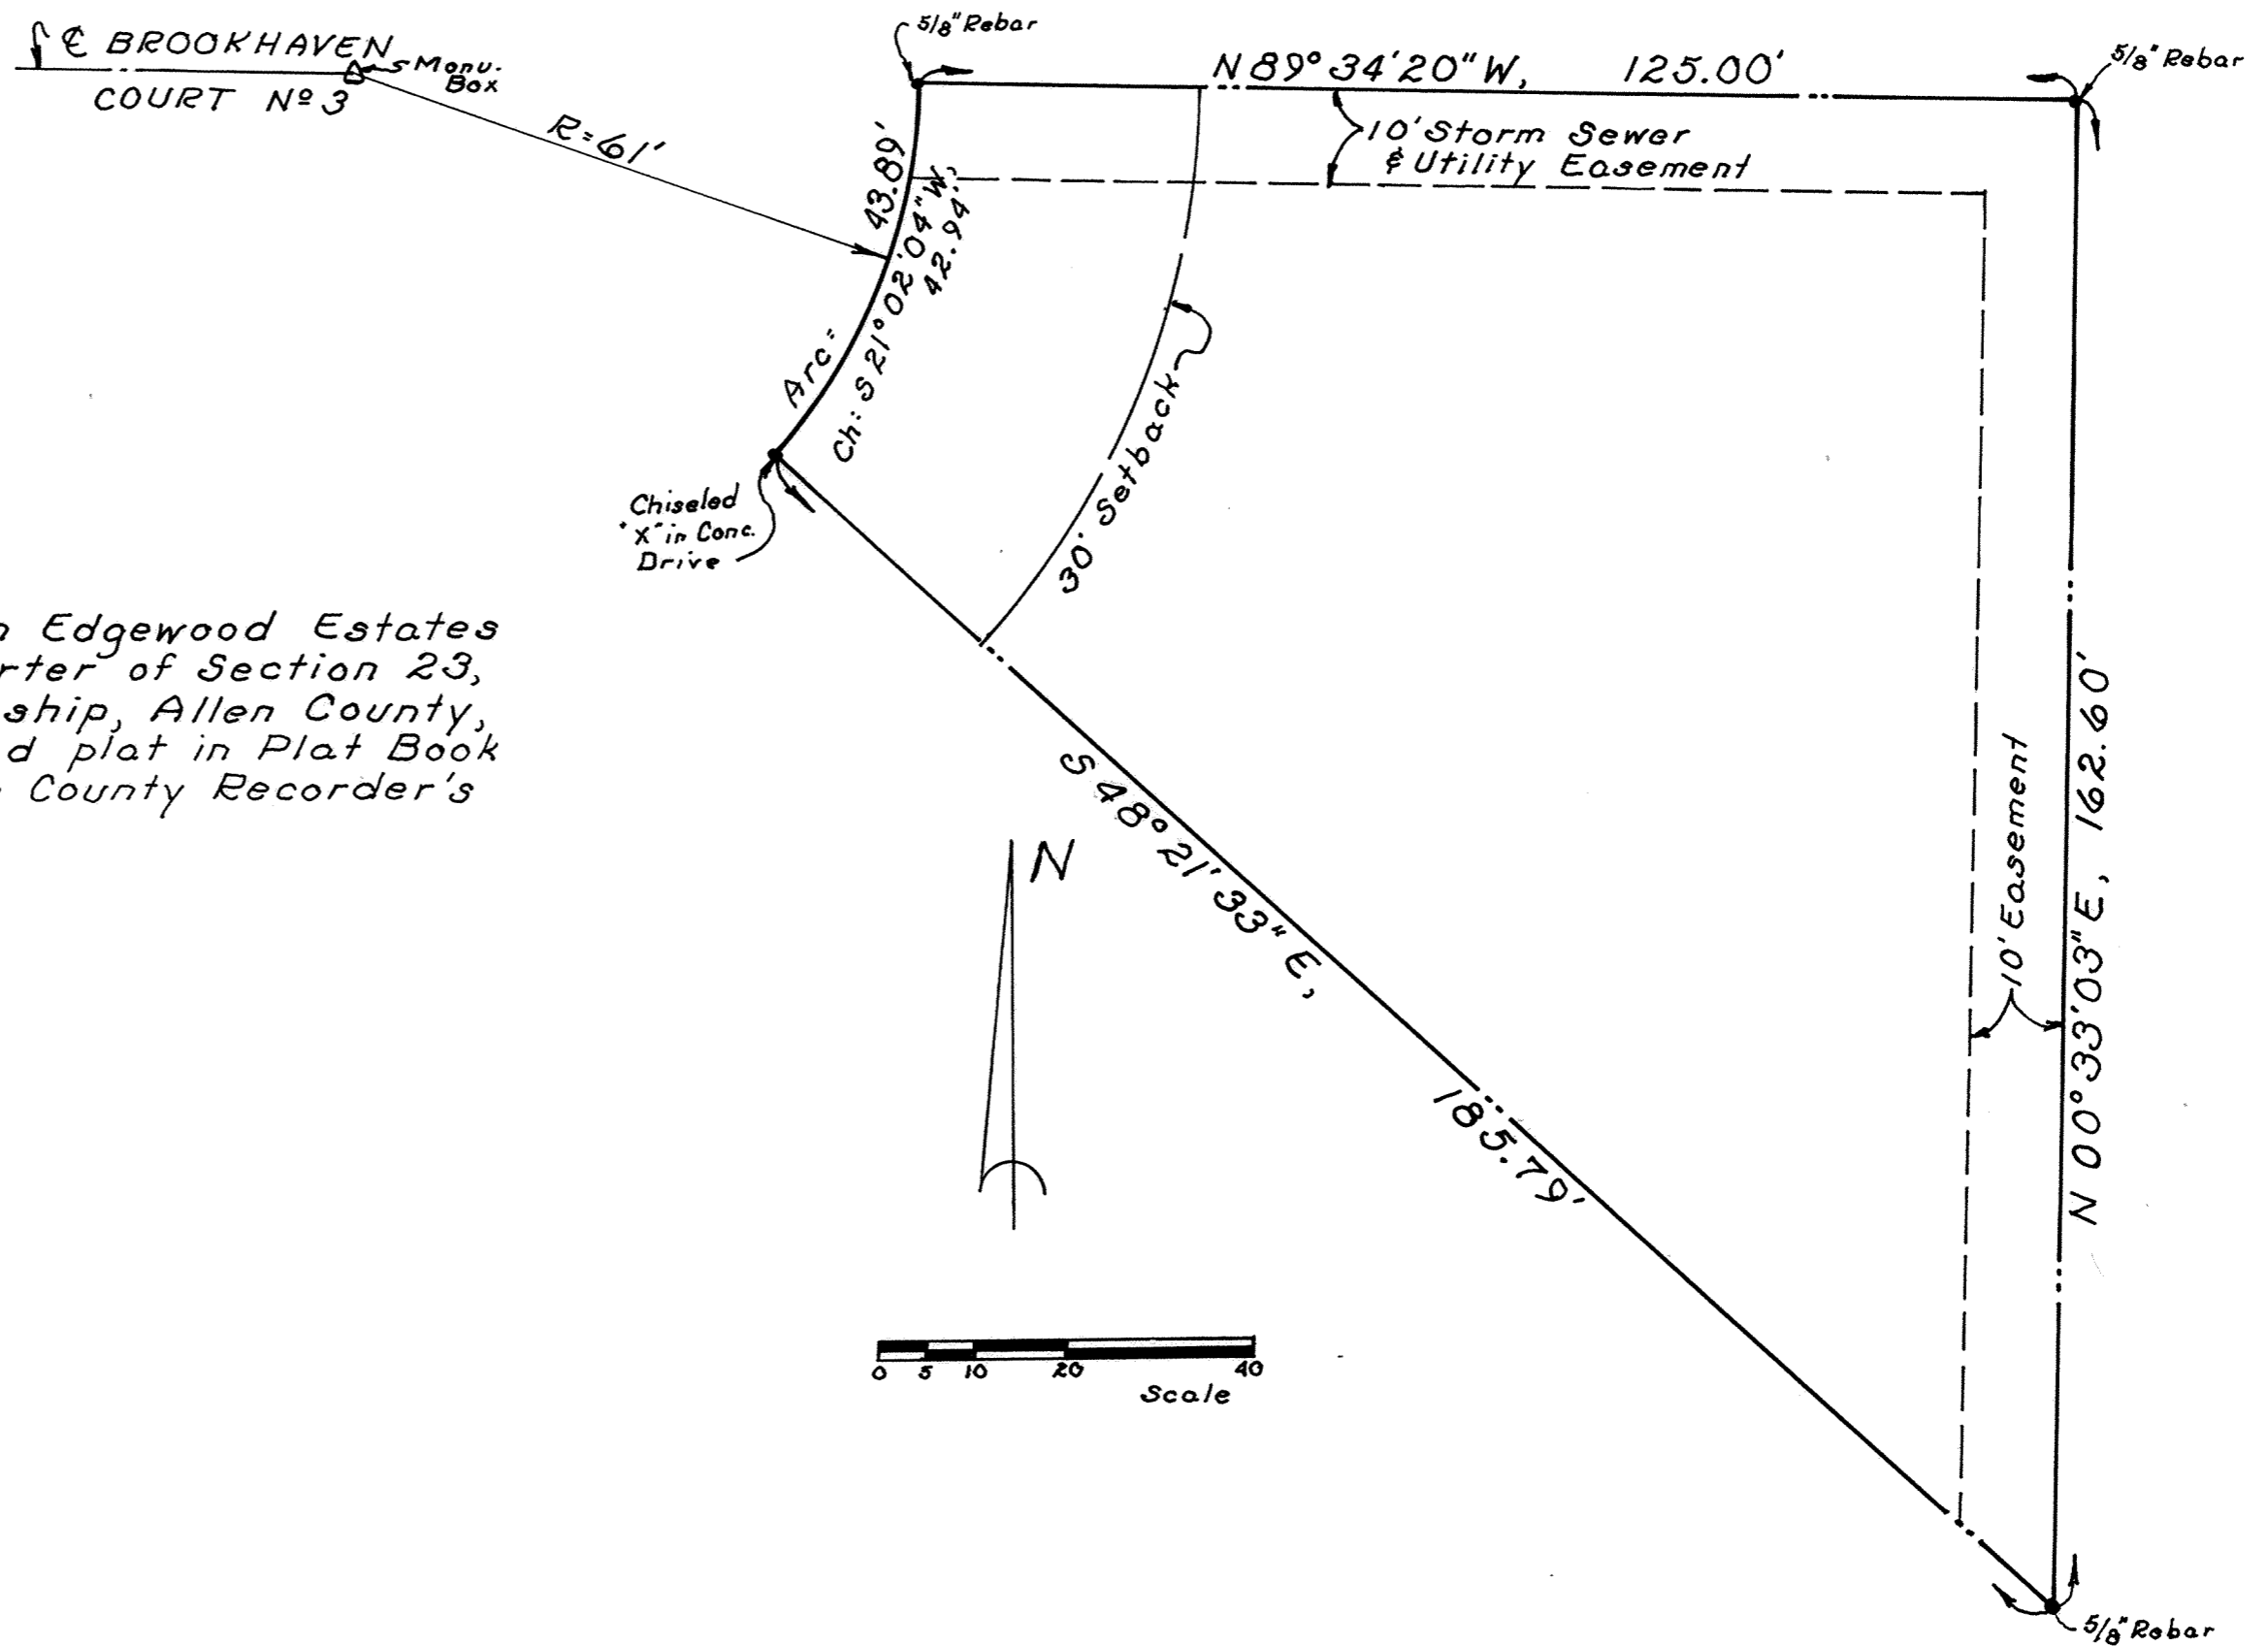 ℄ BROOKHAVEN
COURT Nº 3
Monu.
Box
R=61'
5/8" Rebar
N 89° 34' 20" W, 125.00'
5/8" Rebar
10' Storm Sewer
& Utility Easement
Arc= 43.89'
Ch: S 21° 02' 04" W,
42.94'
30' Setback
Chiseled
"X" in Conc.
Drive
Edgewood Estates
of Section 23,
Allen County,
plat in Plat Book
County Recorder's
S 48° 21' 33" E, 185.79'
10' Easement
N 00° 33' 03" E, 162.60'
N
0 5 10 20 40
Scale
5/8" Rebar